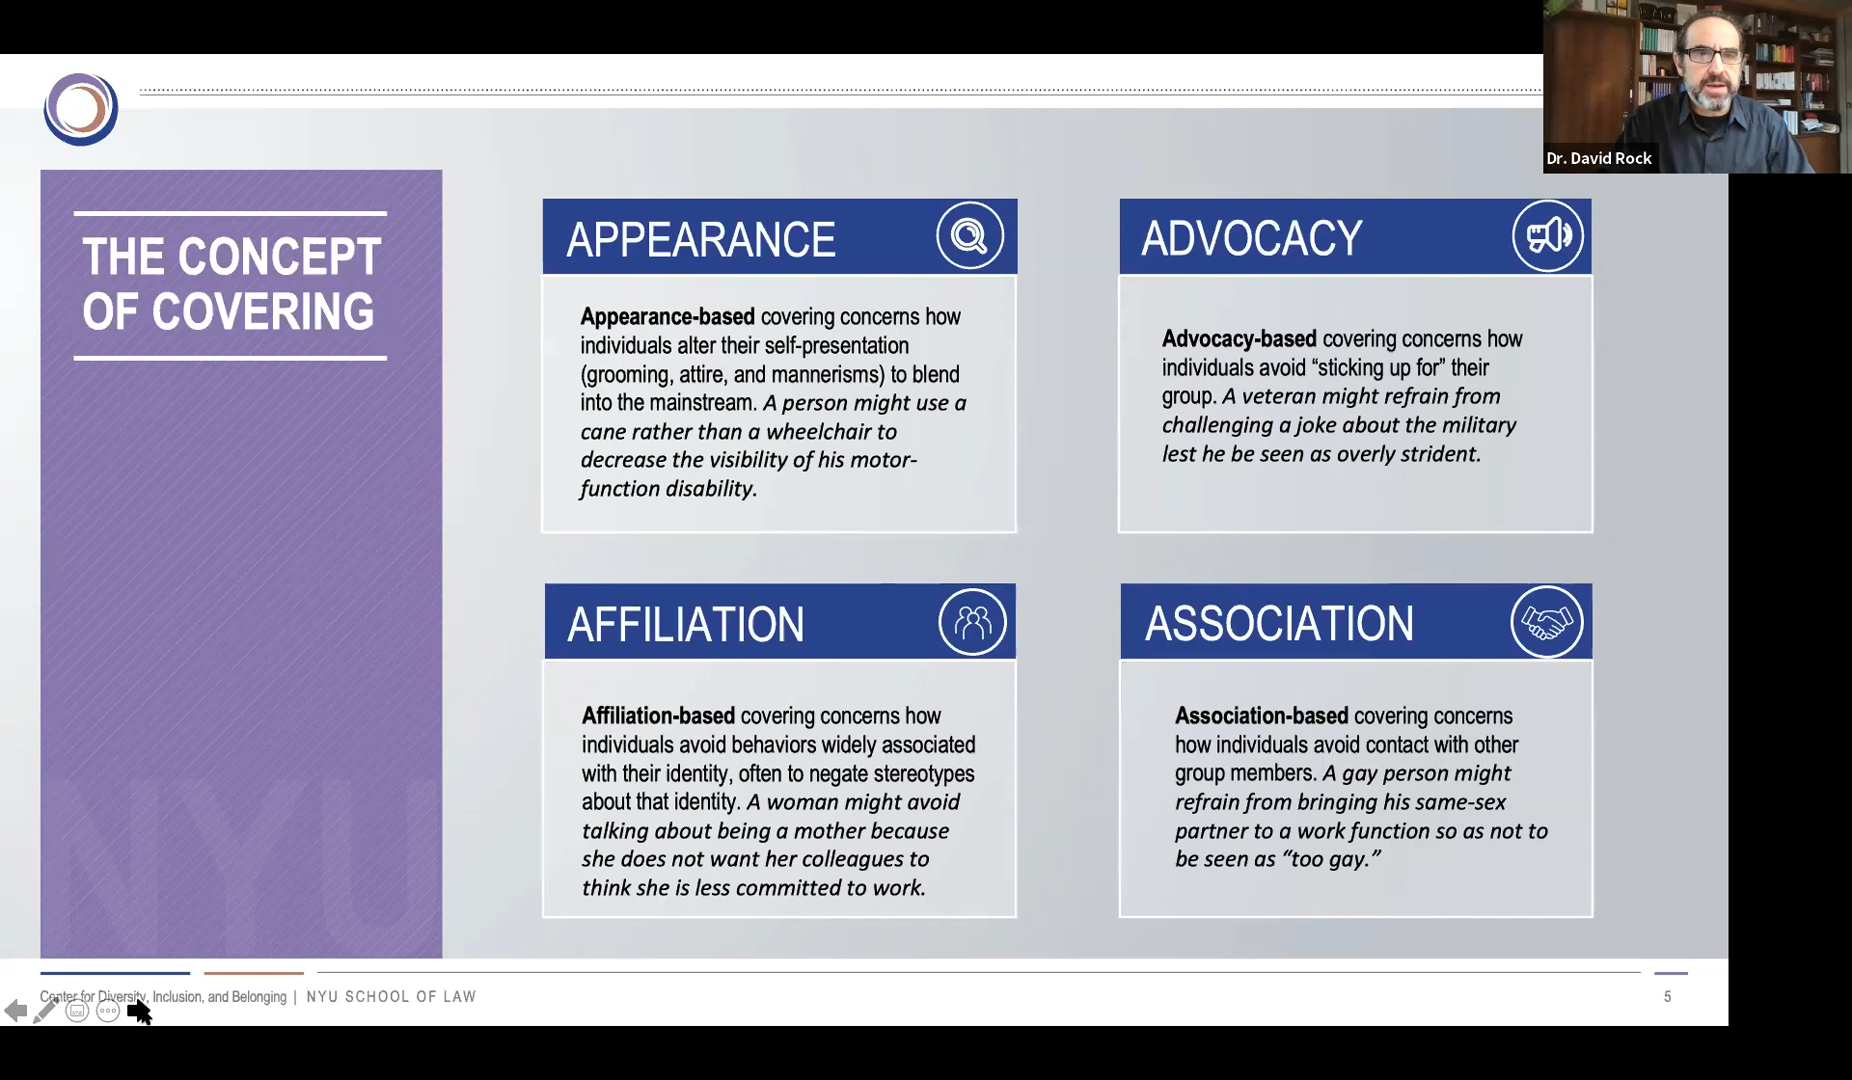 Dr. David Rock
THE CONCEPT
OF COVERING
APPEARANCE
Appearance-based covering concerns how
individuals alter their self-presentation
(grooming, attire, and mannerisms) to blend
into the mainstream. A person might use a
cane rather than a wheelchair to
decrease the visibility of his motor-
function disability.
ADVOCACY
Advocacy-based covering concerns how
individuals avoid “sticking up for” their
group. A veteran might refrain from
challenging a joke about the military
lest he be seen as overly strident.
AFFILIATION
Affiliation-based covering concerns how
individuals avoid behaviors widely associated
with their identity, often to negate stereotypes
about that identity. A woman might avoid
talking about being a mother because
she does not want her colleagues to
think she is less committed to work.
ASSOCIATION
Association-based covering concerns
how individuals avoid contact with other
group members. A gay person might
refrain from bringing his same-sex
partner to a work function so as not to
be seen as “too gay.”
NYU
Center for Diversity, Inclusion, and Belonging | NYU SCHOOL OF LAW
5